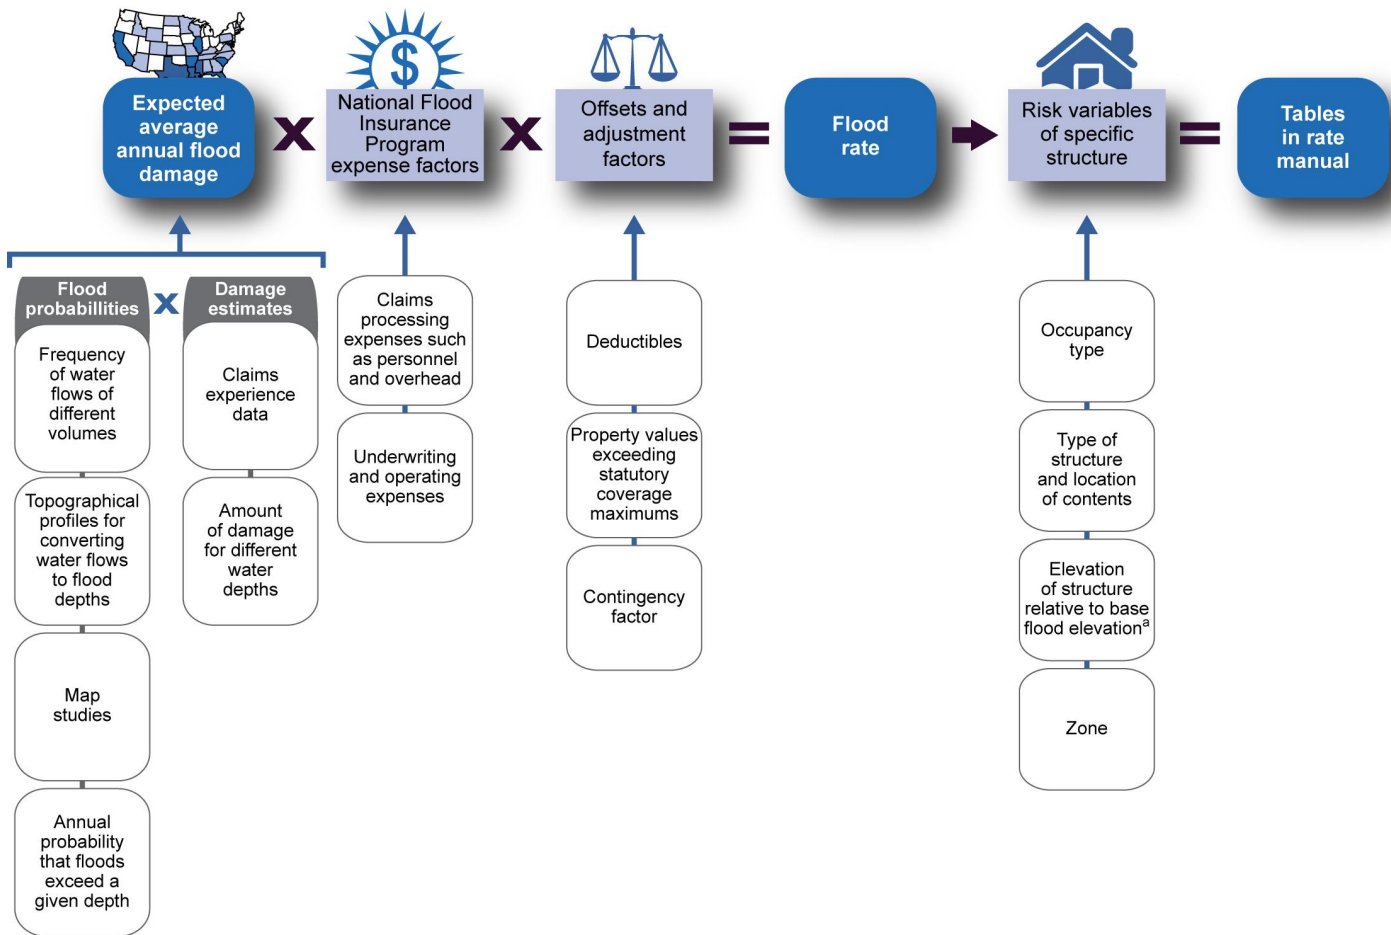 $
Expected
average
annual flood
damage
x
National Flood
Insurance
Program
expense factors
x
Offsets and
adjustment
factors
=
Flood
rate
Risk variables
of specific
structure
=
Tables
in rate
manual
Flood
probabillities
x
Damage
estimates
Frequency
of water
flows of
different
volumes
Topographical
profiles for
converting
water flows
to flood
depths
Map
studies
Annual
probability
that floods
exceed a
given depth
Claims
experience
data
Amount
of damage
for different
water
depths
Claims
processing
expenses such
as personnel
and overhead
Underwriting
and operating
expenses
Deductibles
Property values
exceeding
statutory
coverage
maximums
Contingency
factor
Occupancy
type
Type of
structure
and location
of contents
Elevation
of structure
relative to base
flood elevationᵃ
Zone